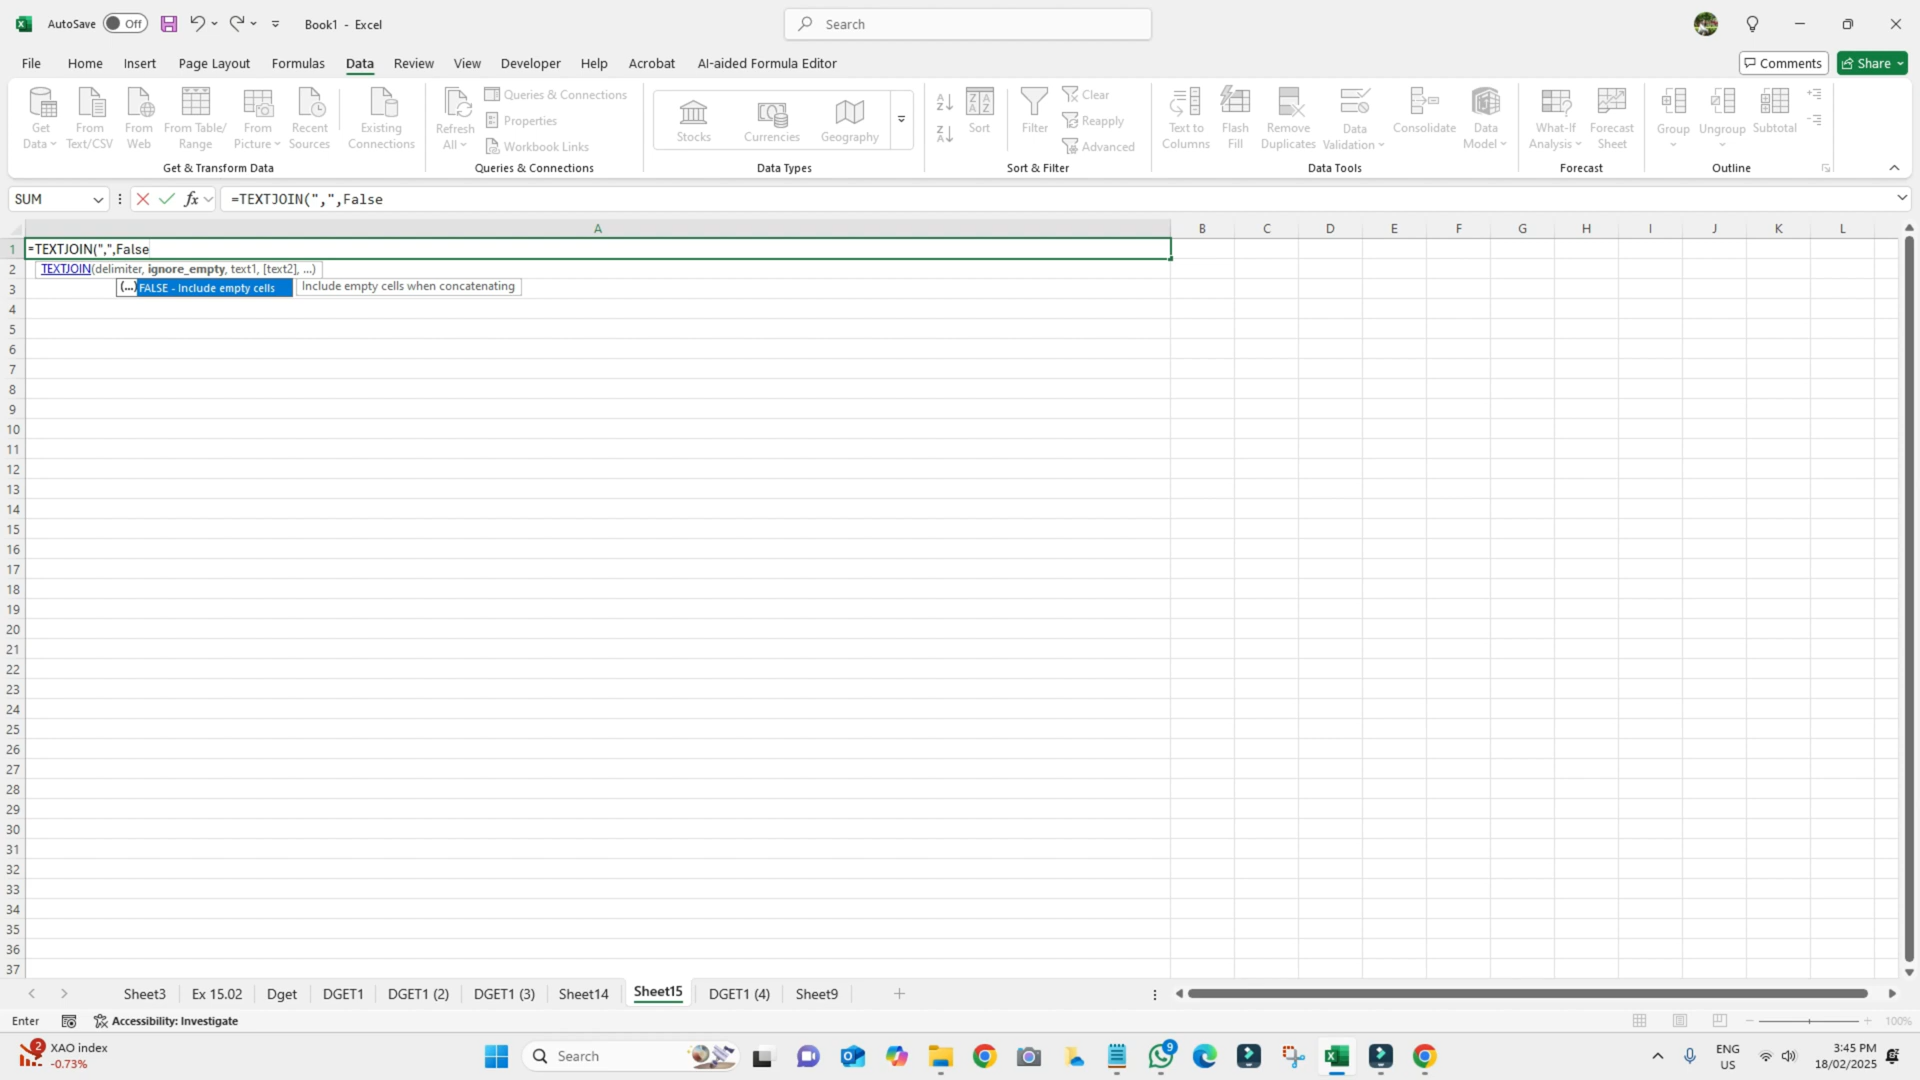 AutoSave Off Book1 - Excel Search
File Home Insert Page Layout Formulas Data Review View Developer Help Acrobat AI-aided Formula Editor Comments Share
Get Data From Text/CSV From Web From Table/ Range From Picture Recent Sources Existing Connections
Get & Transform Data
Refresh All Queries & Connections
Properties
Workbook Links
Queries & Connections
Stocks Currencies Geography
Data Types
Sort Filter Clear
Reapply
Advanced
Sort & Filter
Text to Columns Flash Fill Remove Duplicates Data Validation Consolidate Data Model
Data Tools
What-If Analysis Forecast Sheet
Forecast
Group Ungroup Subtotal
Outline
SUM fx =TEXTJOIN(",",False
A B C D E F G H I J K L
1 =TEXTJOIN(",",False
2 TEXTJOIN(delimiter, ignore_empty, text1, [text2], ...)
3 (...) FALSE - Include empty cells Include empty cells when concatenating
4
5
6
7
8
9
10
11
12
13
14
15
16
17
18
19
20
21
22
23
24
25
26
27
28
29
30
31
32
33
34
35
36
37
Sheet3 Ex 15.02 Dget DGET1 DGET1 (2) DGET1 (3) Sheet14 Sheet15 DGET1 (4) Sheet9
Enter Accessibility: Investigate 100%
2 XAO index
-0.73%
Search
9
ENG
US
3:45 PM
18/02/2025